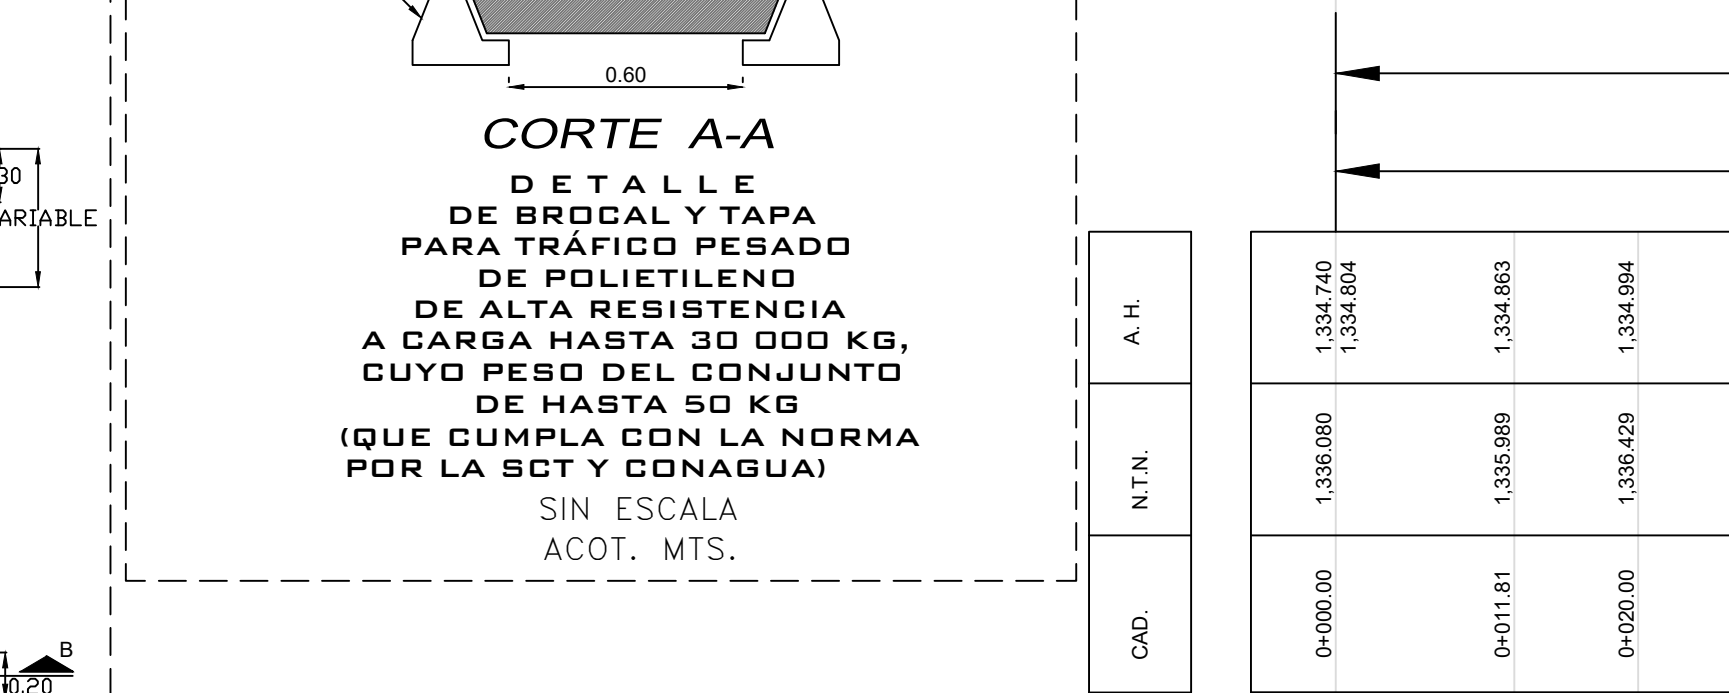 0.60
CORTE A-A
DETALLE
DE BROCAL Y TAPA
PARA TRÁFICO PESADO
DE POLIETILENO
DE ALTA RESISTENCIA
A CARGA HASTA 30 000 KG,
CUYO PESO DEL CONJUNTO
DE HASTA 50 KG
(QUE CUMPLA CON LA NORMA
POR LA SCT Y CONAGUA)
SIN ESCALA
ACOT. MTS.
30
ARIABLE
B
0.20
A. H.
1,334.740
1,334.804
1,334.863
1,334.994
N.T.N.
1,336.080
1,335.989
1,336.429
CAD.
0+000.00
0+011.81
0+020.00